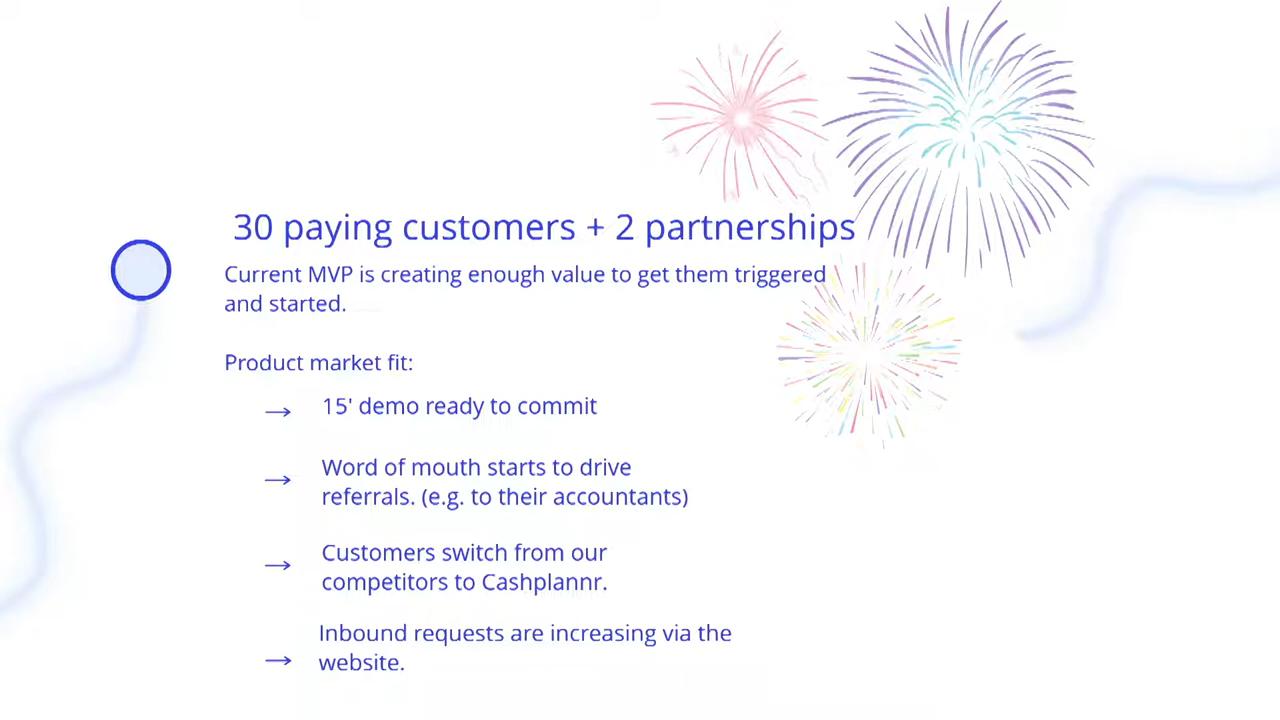 30 paying customers + 2 partnerships
Current MVP is creating enough value to get them triggered
and started.
Product market fit:
→ 15' demo ready to commit
→ Word of mouth starts to drive
referrals. (e.g. to their accountants)
→ Customers switch from our
competitors to Cashplannr.
Inbound requests are increasing via the
→ website.